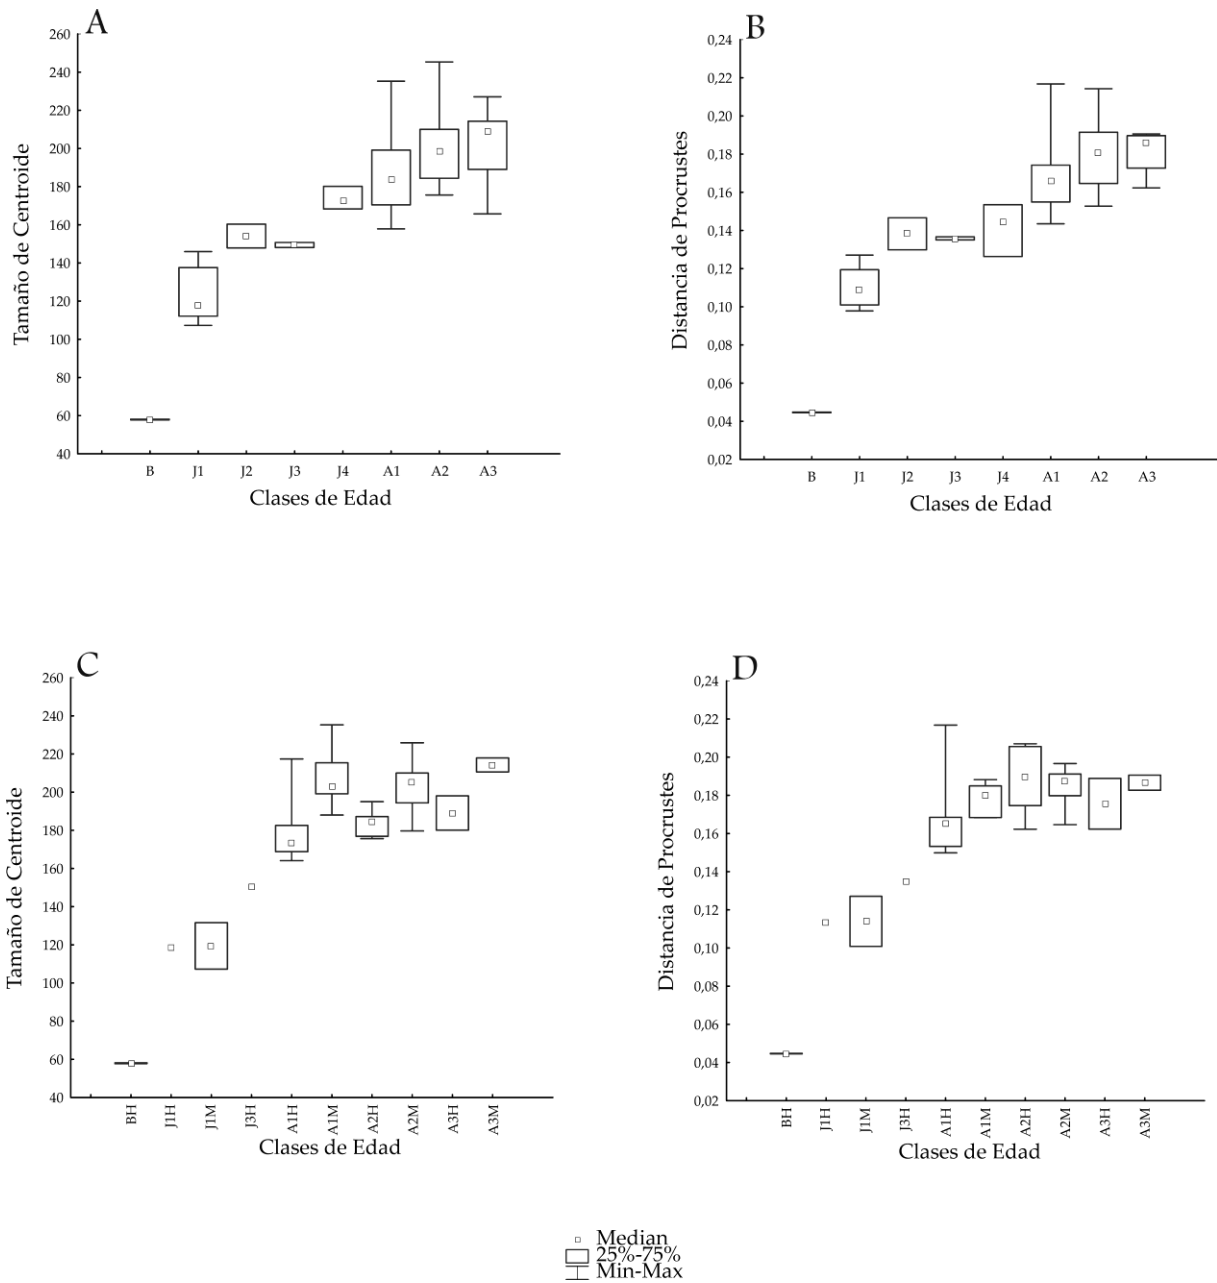 A
260
240
220
200
180
160
140
120
100
80
60
40
Tamaño de Centroide
B J1 J2 J3 J4 A1 A2 A3
Clases de Edad
B
0,24
0,22
0,20
0,18
0,16
0,14
0,12
0,10
0,08
0,06
0,04
0,02
Distancia de Procrustes
B J1 J2 J3 J4 A1 A2 A3
Clases de Edad
C
260
240
220
200
180
160
140
120
100
80
60
40
Tamaño de Centroide
BH J1H J1M J3H A1H A1M A2H A2M A3H A3M
Clases de Edad
D
0,24
0,22
0,20
0,18
0,16
0,14
0,12
0,10
0,08
0,06
0,04
0,02
Distancia de Procrustes
BH J1H J1M J3H A1H A1M A2H A2M A3H A3M
Clases de Edad
Median
25%-75%
Min-Max